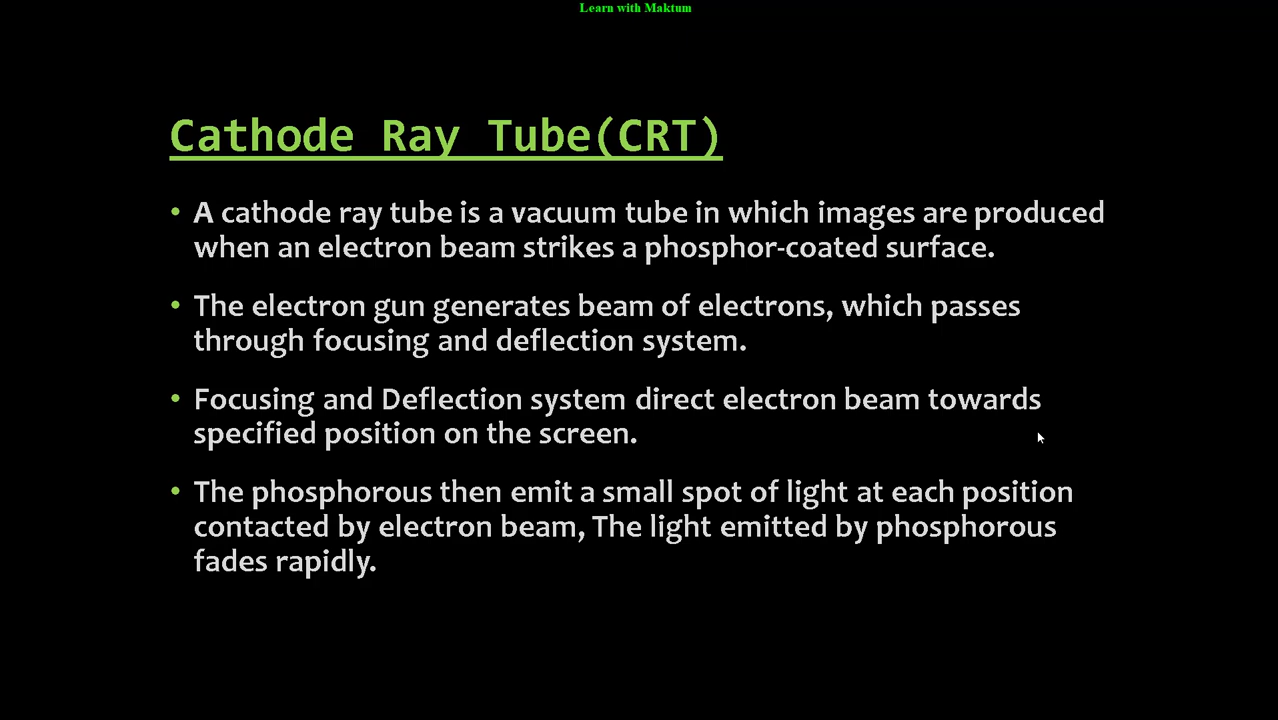 Learn with Maktum
Cathode Ray Tube(CRT)
• A cathode ray tube is a vacuum tube in which images are produced
when an electron beam strikes a phosphor-coated surface.
• The electron gun generates beam of electrons, which passes
through focusing and deflection system.
• Focusing and Deflection system direct electron beam towards
specified position on the screen.
• The phosphorous then emit a small spot of light at each position
contacted by electron beam, The light emitted by phosphorous
fades rapidly.